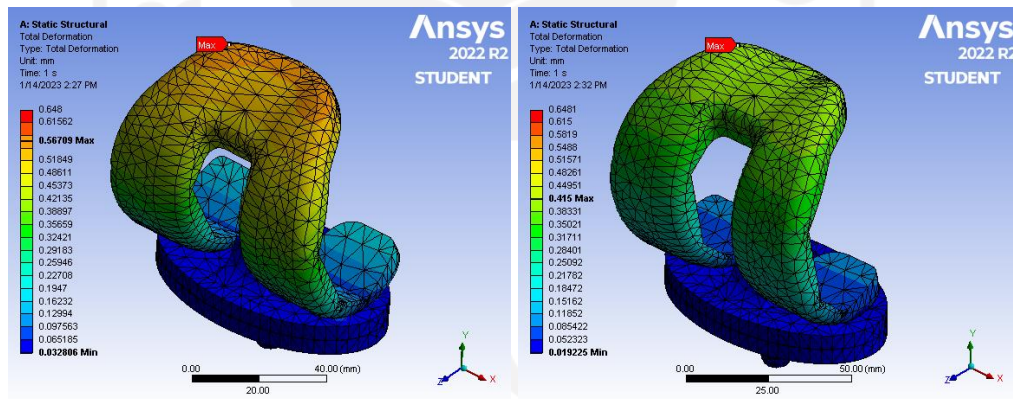 A: Static Structural
Total Deformation
Type: Total Deformation
Unit: mm
Time: 1 s
1/14/2023 2:27 PM
0.648
0.61562
0.56709 Max
0.51849
0.48611
0.45373
0.42135
0.38897
0.35659
0.32421
0.29183
0.25946
0.22708
0.1947
0.16232
0.12994
0.097563
0.065185
0.032806 Min
Max
Ansys
2022 R2
STUDENT
0.00
40.00 (mm)
20.00
Y
Z
X
A: Static Structural
Total Deformation
Type: Total Deformation
Unit: mm
Time: 1 s
1/14/2023 2:32 PM
0.6481
0.615
0.5819
0.5488
0.51571
0.48261
0.44951
0.415 Max
0.38331
0.35021
0.31711
0.28401
0.25092
0.21782
0.18472
0.15162
0.11852
0.085422
0.052323
0.019225 Min
Max
Ansys
2022 R2
STUDENT
0.00
50.00 (mm)
25.00
Y
Z
X